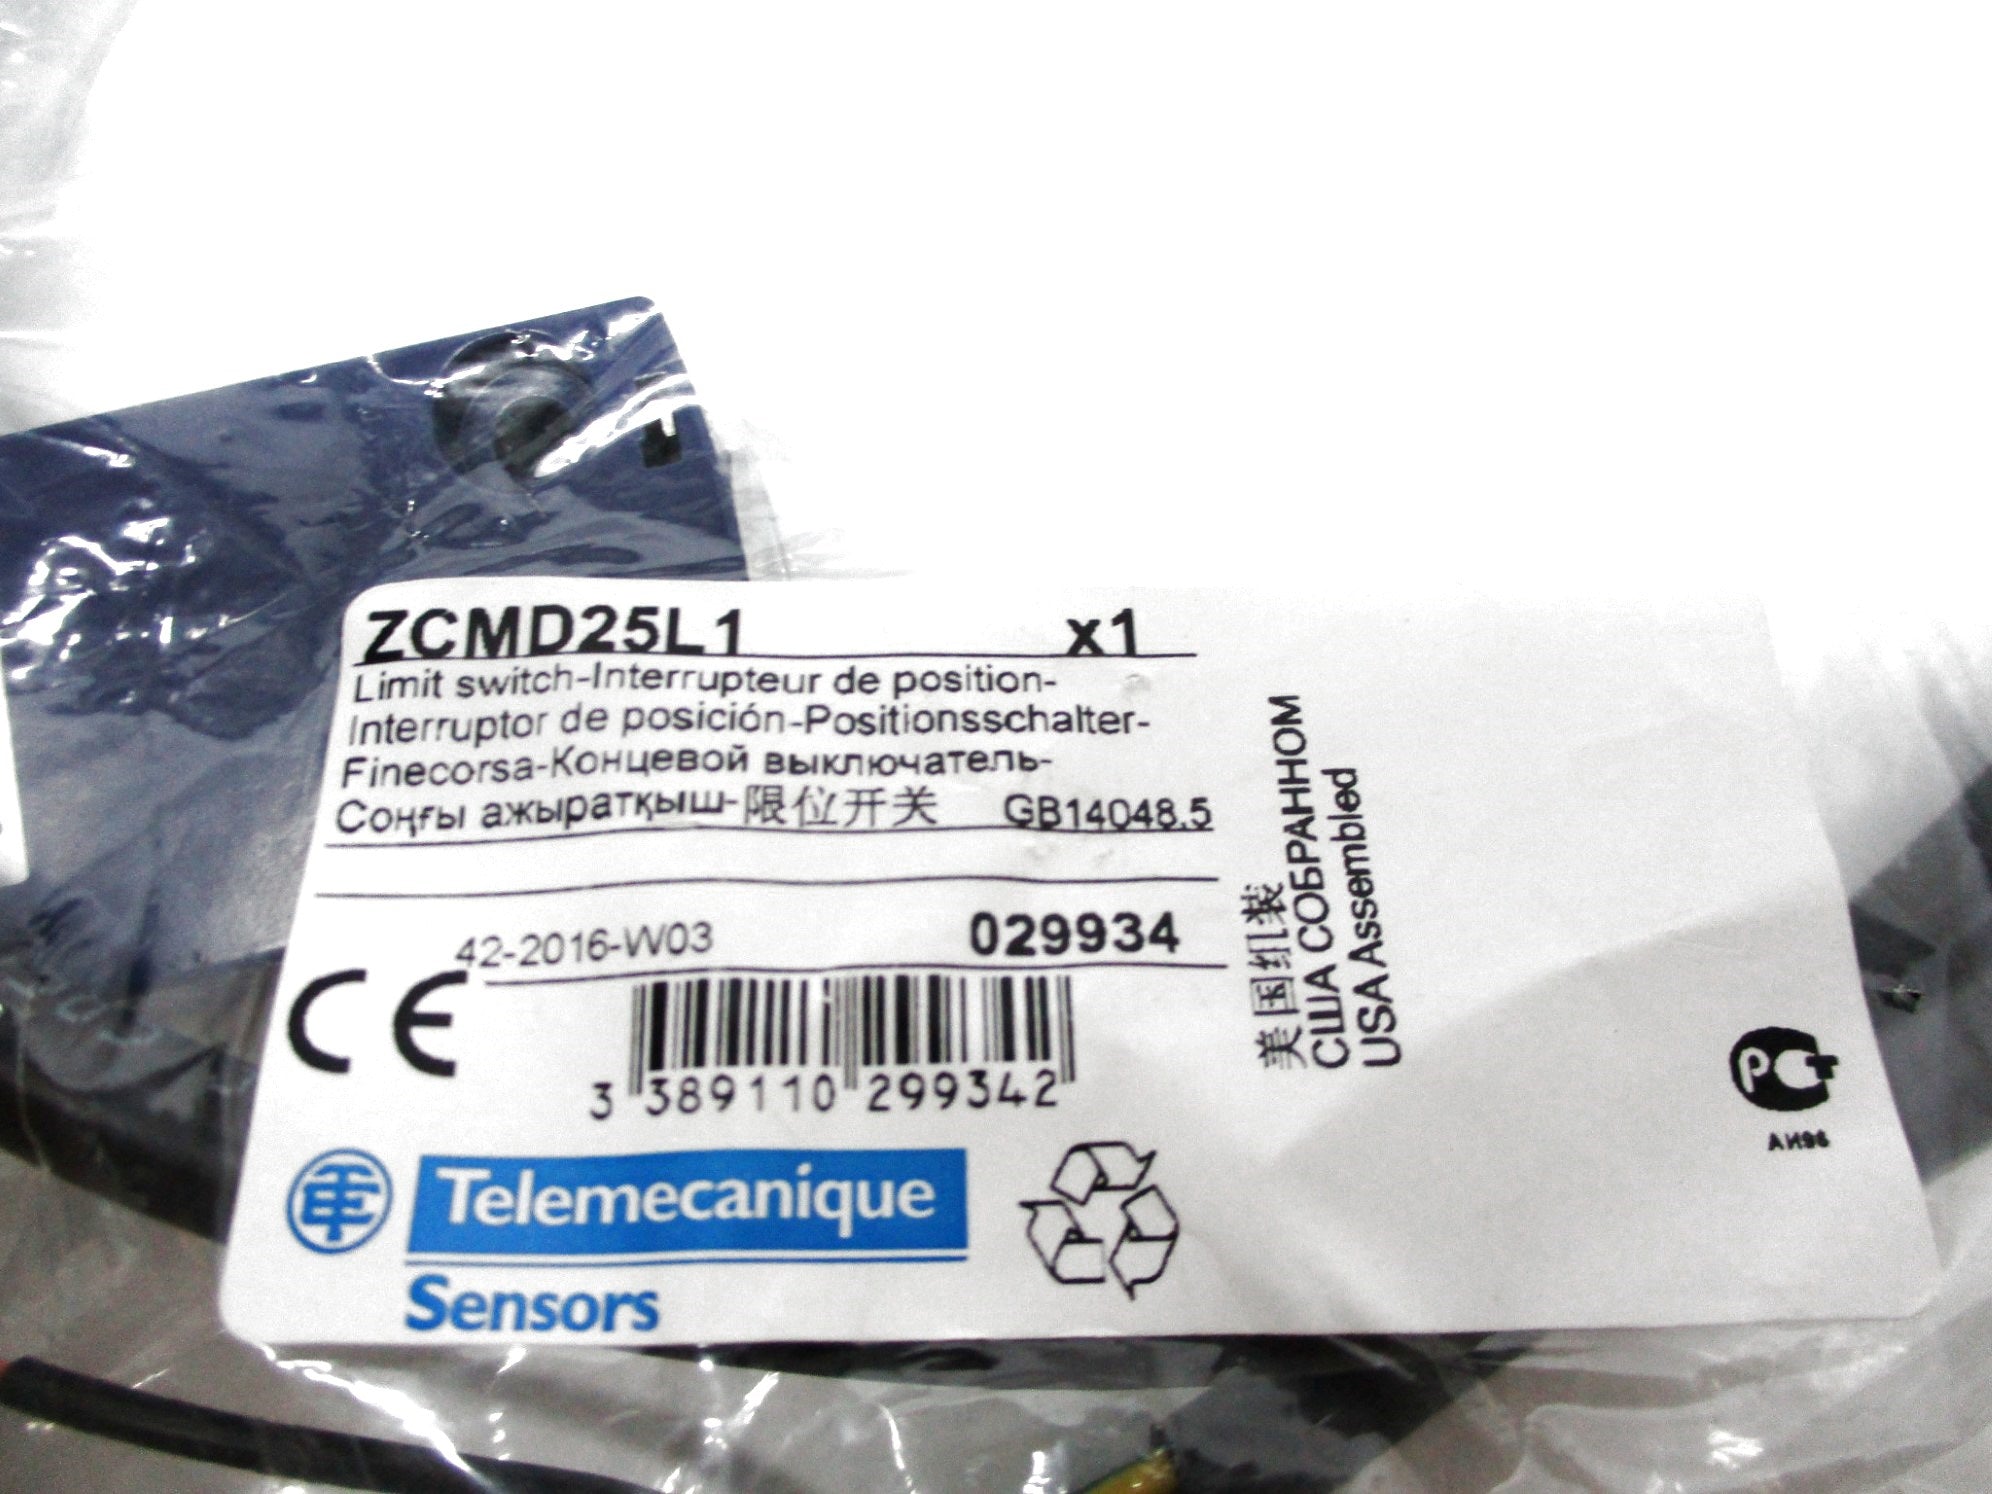 ZCMD25L1 x1
Limit switch-Interrupteur de position-
Interruptor de posición-Positionsschalter-
Finecorsa-Концевой выключатель-
Соңғы ажыратқыш-限位开关 GB14048.5
42-2016-W03 029934
CE
3 389110 299342
Telemecanique
Sensors
美国组装
США СОБРАННОМ
USA Assembled
АИ96